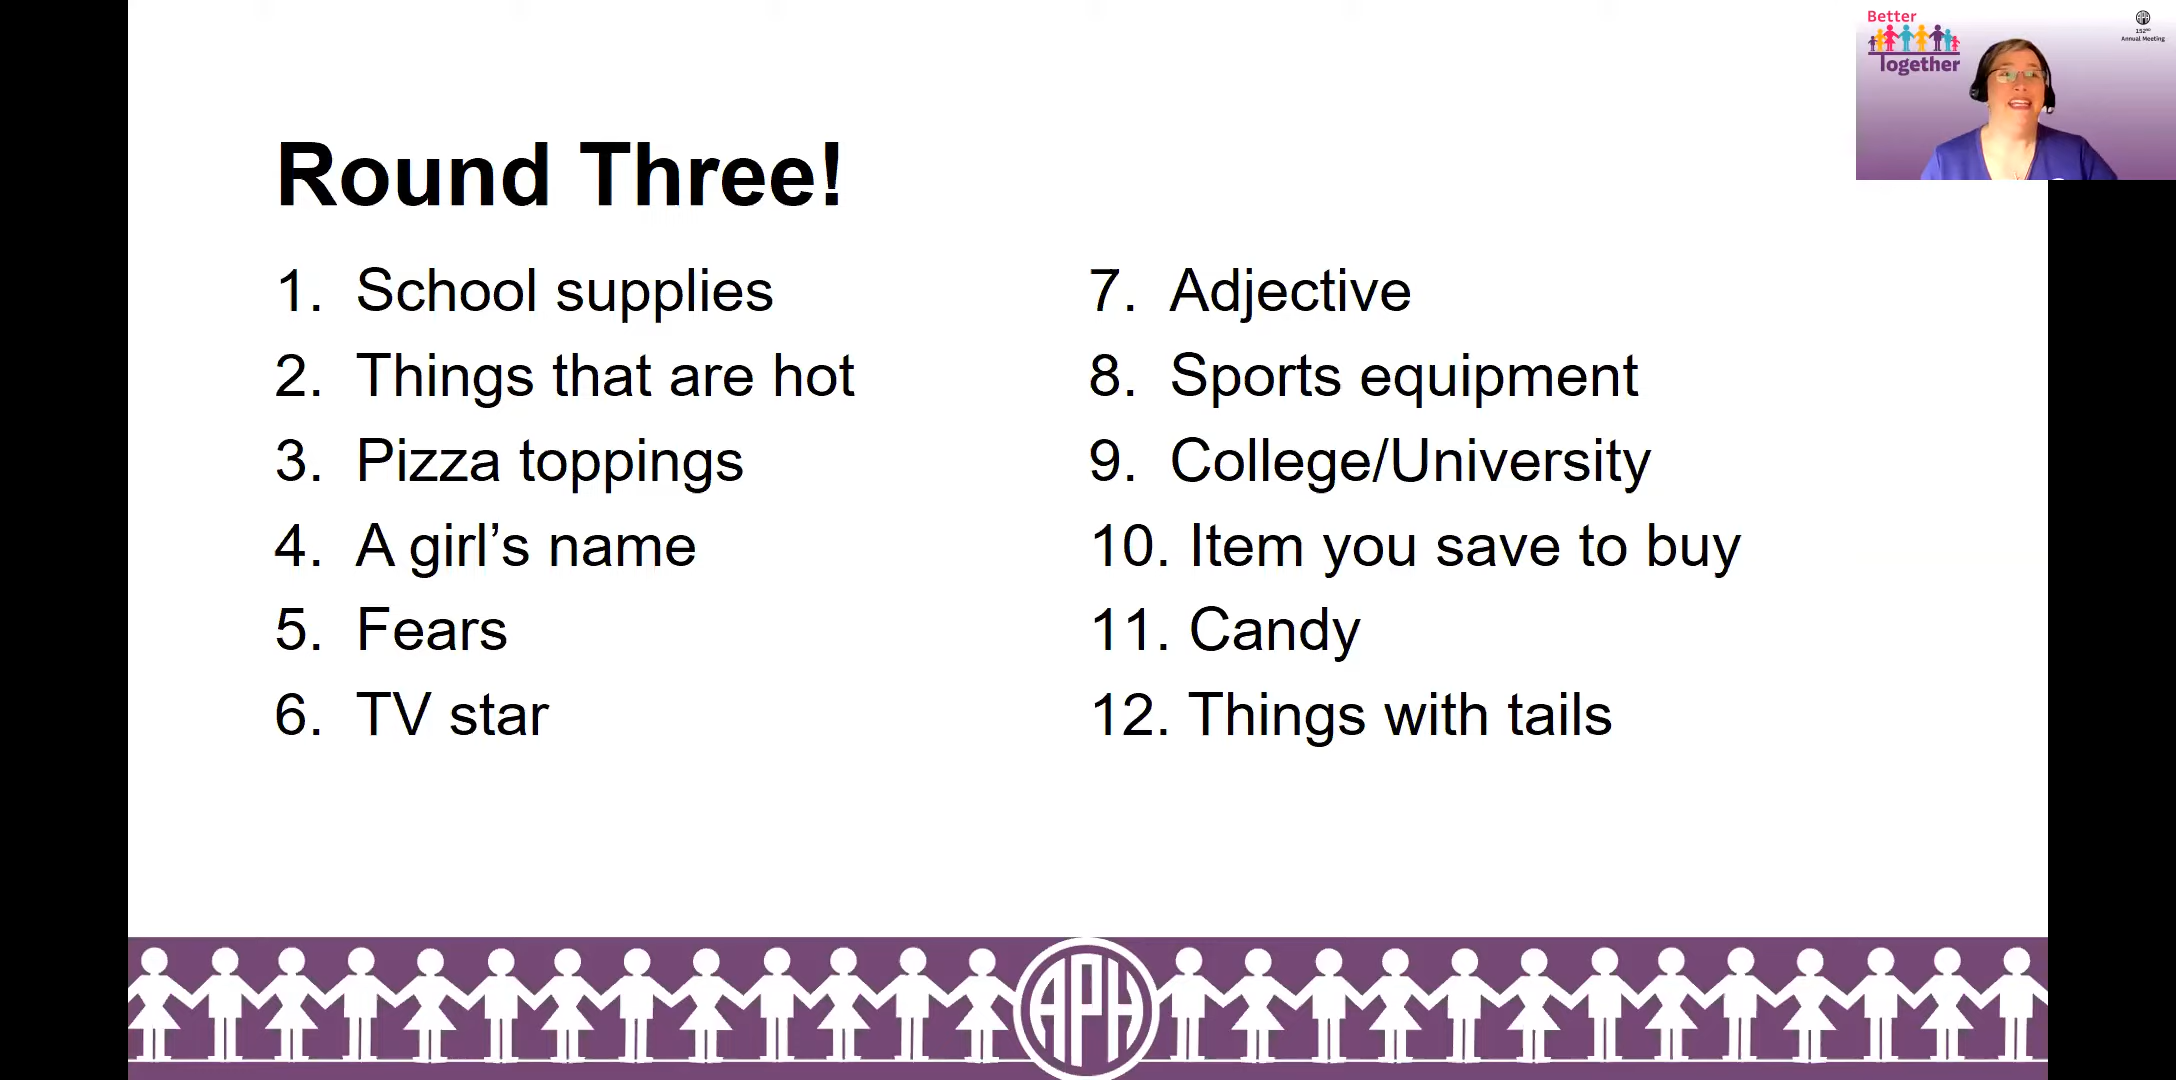 Round Three!
1. School supplies
2. Things that are hot
3. Pizza toppings
4. A girl’s name
5. Fears
6. TV star
7. Adjective
8. Sports equipment
9. College/University
10. Item you save to buy
11. Candy
12. Things with tails
Better
Together
152nd
Annual Meeting
APH